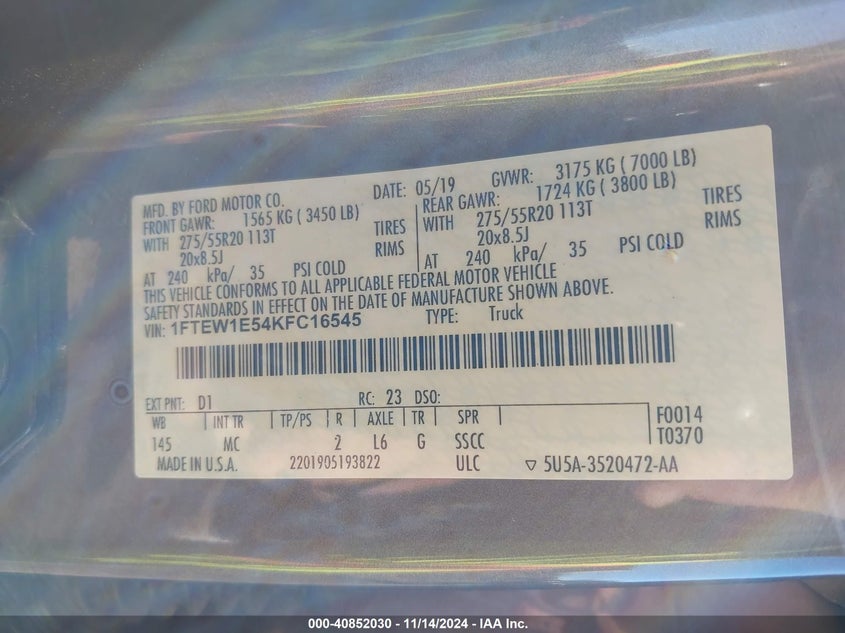 MFD. BY FORD MOTOR CO.
DATE: 05/19 GVWR: 3175 KG ( 7000 LB)
FRONT GAWR: 1565 KG ( 3450 LB) REAR GAWR: 1724 KG ( 3800 LB)
WITH 275/55R20 113T TIRES WITH 275/55R20 113T TIRES
20x8.5J RIMS 20x8.5J RIMS
AT 240 kPa/ 35 PSI COLD AT 240 kPa/ 35 PSI COLD
THIS VEHICLE CONFORMS TO ALL APPLICABLE FEDERAL MOTOR VEHICLE
SAFETY STANDARDS IN EFFECT ON THE DATE OF MANUFACTURE SHOWN ABOVE.
VIN: 1FTEW1E54KFC16545 TYPE: Truck
EXT PNT: D1 RC: 23 DSO:
WB INT TR TP/PS R AXLE TR SPR F0014
145 MC 2 L6 G SSCC T0370
MADE IN U.S.A. 2201905193822 ULC ▽ 5U5A-3520472-AA
000-40852030 - 11/14/2024 - IAA Inc.